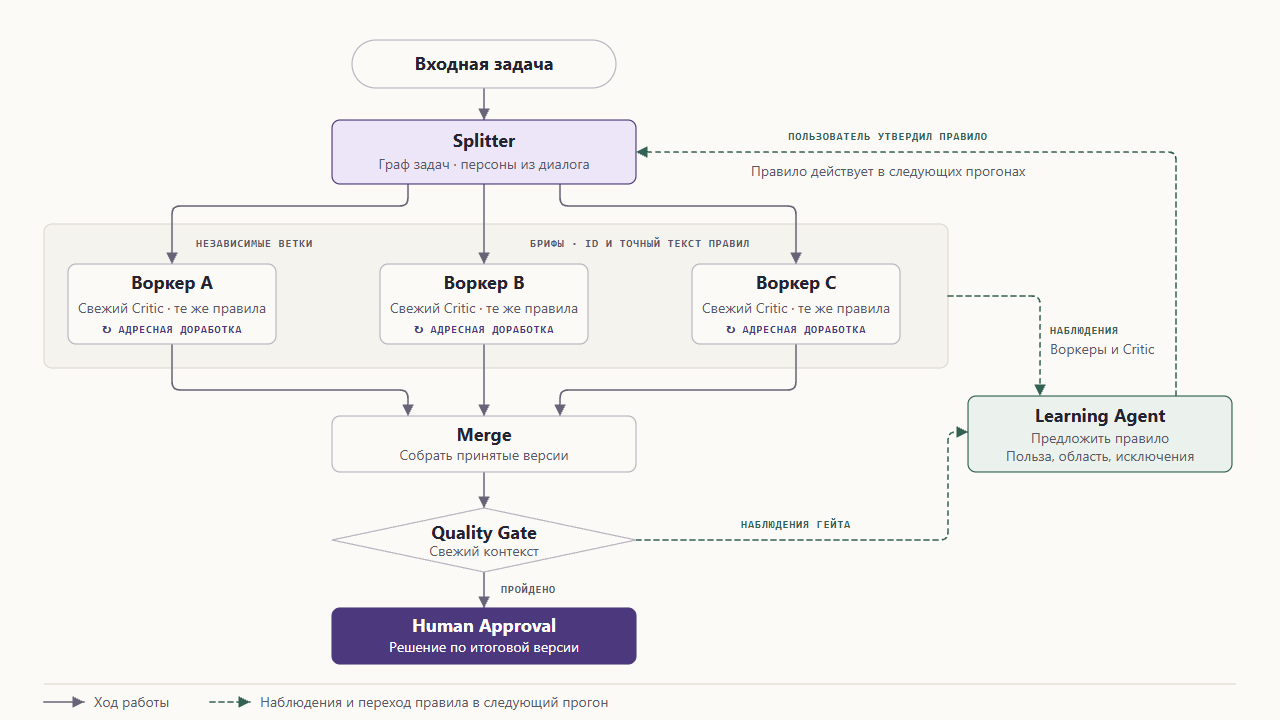 Входная задача
Splitter
Граф задач · персоны из диалога
ПОЛЬЗОВАТЕЛЬ УТВЕРДИЛ ПРАВИЛО
Правило действует в следующих прогонах
НЕЗАВИСИМЫЕ ВЕТКИ
БРИФЫ · ID И ТОЧНЫЙ ТЕКСТ ПРАВИЛ
Воркер A
Свежий Critic · те же правила
↻ АДРЕСНАЯ ДОРАБОТКА
Воркер B
Свежий Critic · те же правила
↻ АДРЕСНАЯ ДОРАБОТКА
Воркер C
Свежий Critic · те же правила
↻ АДРЕСНАЯ ДОРАБОТКА
НАБЛЮДЕНИЯ
Воркеры и Critic
Learning Agent
Предложить правило
Польза, область, исключения
Merge
Собрать принятые версии
Quality Gate
Свежий контекст
НАБЛЮДЕНИЯ ГЕЙТА
ПРОЙДЕНО
Human Approval
Решение по итоговой версии
Ход работы
Наблюдения и переход правила в следующий прогон